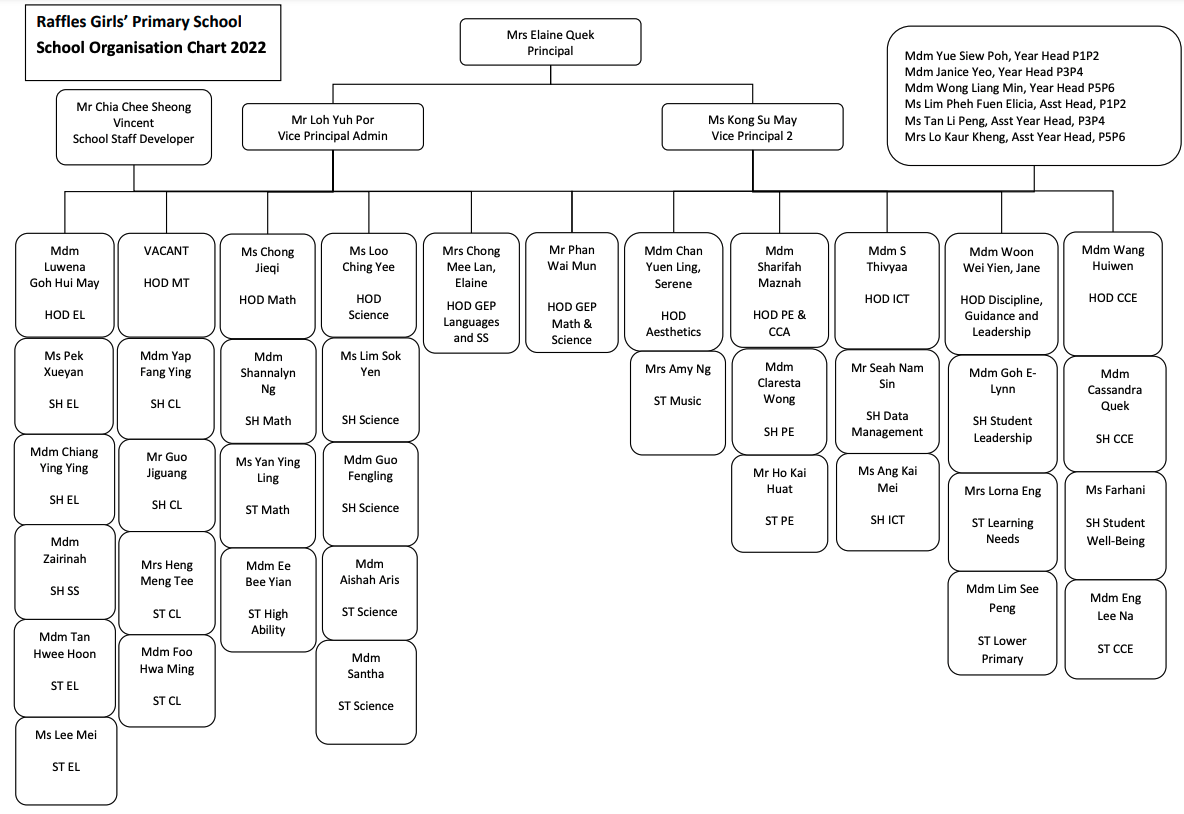 Raffles Girls’ Primary School
School Organisation Chart 2022
Mrs Elaine Quek
Principal
Mdm Yue Siew Poh, Year Head P1P2
Mdm Janice Yeo, Year Head P3P4
Mdm Wong Liang Min, Year Head P5P6
Ms Lim Pheh Fuen Elicia, Asst Head, P1P2
Ms Tan Li Peng, Asst Year Head, P3P4
Mrs Lo Kaur Kheng, Asst Year Head, P5P6
Mr Chia Chee Sheong
Vincent
School Staff Developer
Mr Loh Yuh Por
Vice Principal Admin
Ms Kong Su May
Vice Principal 2
Mdm
Luwena
Goh Hui May
HOD EL
Ms Pek
Xueyan
SH EL
Mdm Chiang
Ying Ying
SH EL
Mdm
Zairinah
SH SS
Mdm Tan
Hwee Hoon
ST EL
Ms Lee Mei
ST EL
VACANT
HOD MT
Mdm Yap
Fang Ying
SH CL
Mr Guo
Jiguang
SH CL
Mrs Heng
Meng Tee
ST CL
Mdm Foo
Hwa Ming
ST CL
Ms Chong
Jieqi
HOD Math
Mdm
Shannalyn
Ng
SH Math
Ms Yan Ying
Ling
ST Math
Mdm Ee
Bee Yian
ST High
Ability
Ms Loo
Ching Yee
HOD
Science
Ms Lim Sok
Yen
SH Science
Mdm Guo
Fengling
SH Science
Mdm
Aishah Aris
ST Science
Mdm
Santha
ST Science
Mrs Chong
Mee Lan,
Elaine
HOD GEP
Languages
and SS
Mr Phan
Wai Mun
HOD GEP
Math &
Science
Mdm Chan
Yuen Ling,
Serene
HOD
Aesthetics
Mrs Amy Ng
ST Music
Mdm
Sharifah
Maznah
HOD PE &
CCA
Mdm
Claresta
Wong
SH PE
Mr Ho Kai
Huat
ST PE
Mdm S
Thivyaa
HOD ICT
Mr Seah Nam
Sin
SH Data
Management
Ms Ang Kai
Mei
SH ICT
Mdm Woon
Wei Yien, Jane
HOD Discipline,
Guidance and
Leadership
Mdm Goh E-
Lynn
SH Student
Leadership
Mrs Lorna Eng
ST Learning
Needs
Mdm Lim See
Peng
ST Lower
Primary
Mdm Wang
Huiwen
HOD CCE
Mdm
Cassandra
Quek
SH CCE
Ms Farhani
SH Student
Well-Being
Mdm Eng
Lee Na
ST CCE